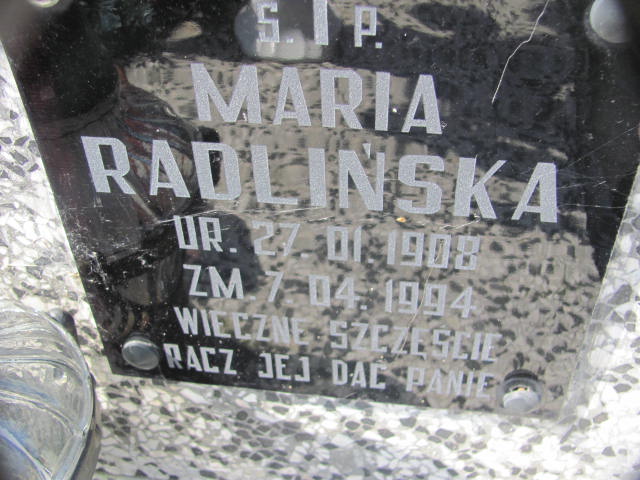 Ś. † P.
MARIA
RADLIŃSKA
UR. 27. 01. 1908
ZM. 7. 04. 1994
WIECZNE SZCZĘŚCIE
RACZ JEJ DAĆ PANIE